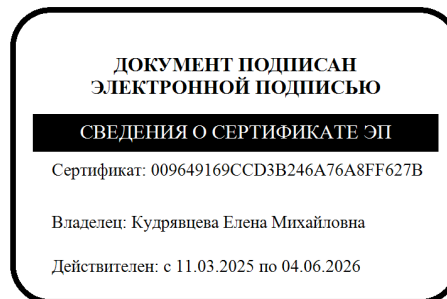 ДОКУМЕНТ ПОДПИСАН
ЭЛЕКТРОННОЙ ПОДПИСЬЮ
СВЕДЕНИЯ О СЕРТИФИКАТЕ ЭП
Сертификат: 009649169CCD3B246A76A8FF627B
Владелец: Кудрявцева Елена Михайловна
Действителен: с 11.03.2025 по 04.06.2026